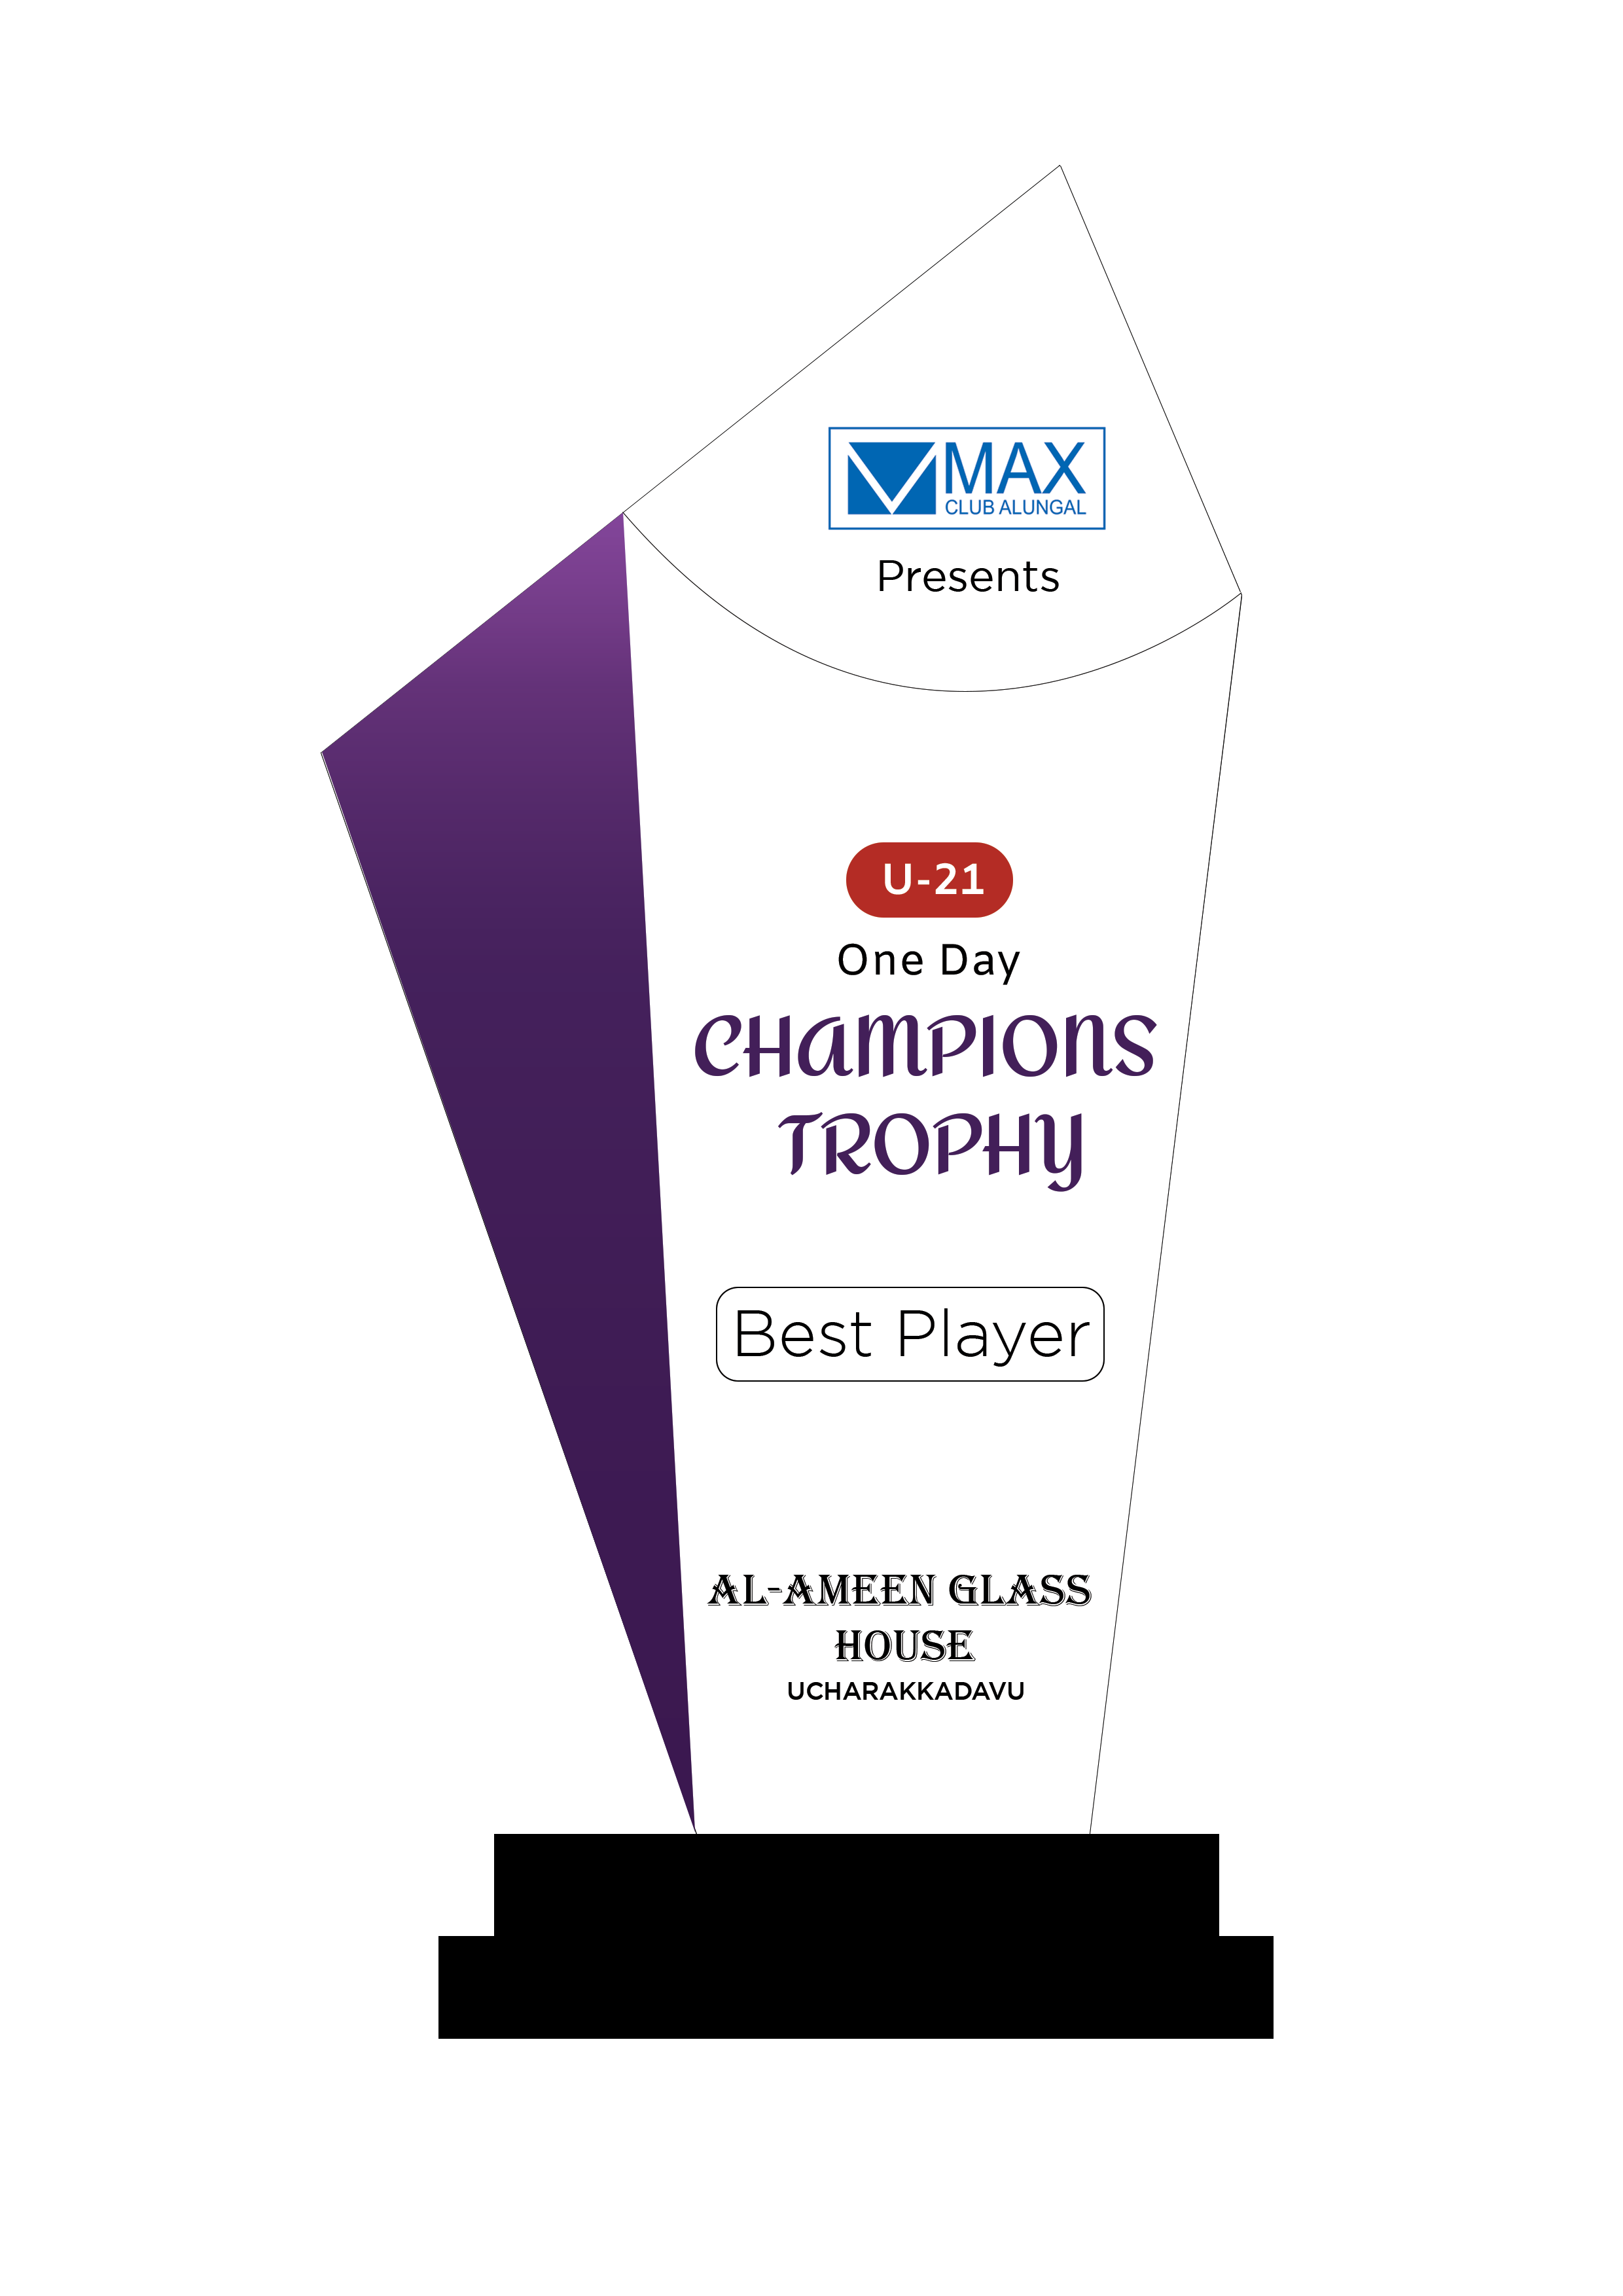 MAX
CLUB ALUNGAL
Presents
U-21
One Day
CHaMPIONS
TROPHY
Best Player
AL-AMEEN GLASS
HOUSE
UCHARAKKADAVU